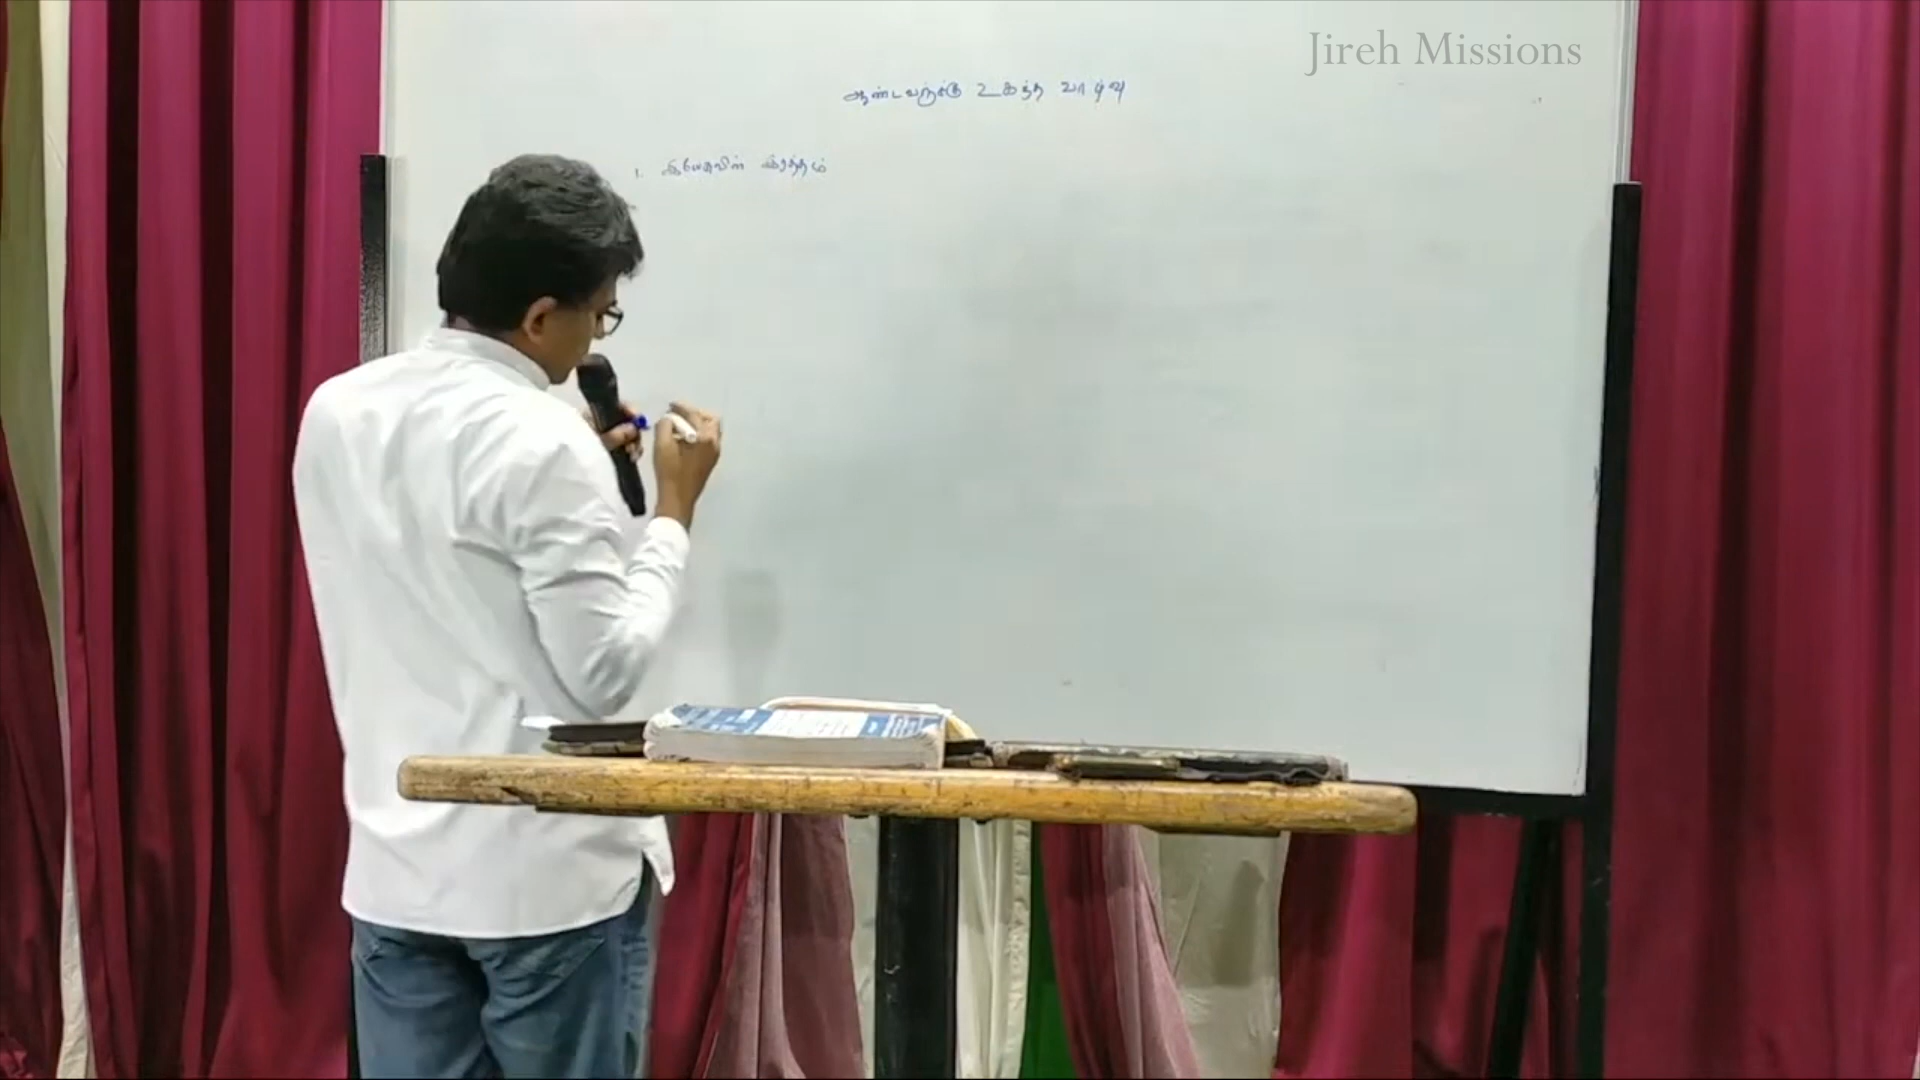 Jireh Missions
ஆண்டவருக்கு உகந்த வாழ்வு
1. இயேசுவின் இரத்தம்